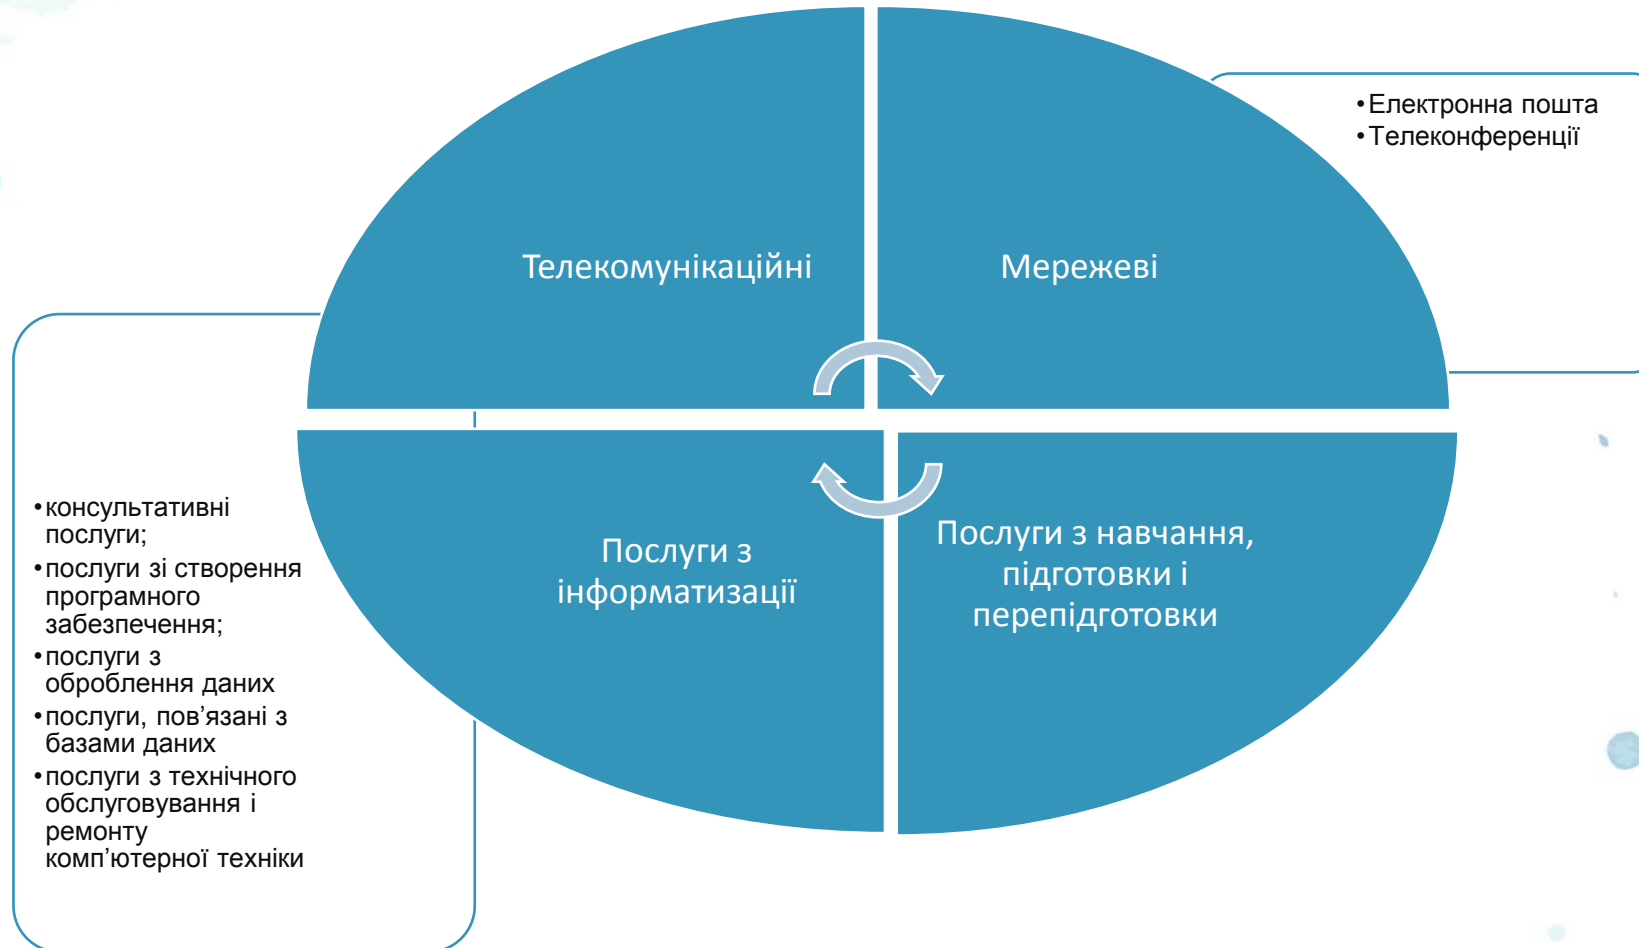 Телекомунікаційні
Мережеві
•Електронна пошта
•Телеконференції
Послуги з
інформатизації
Послуги з навчання,
підготовки і
перепідготовки
•консультативні
послуги;
•послуги зі створення
програмного
забезпечення;
•послуги з
оброблення даних
•послуги, пов’язані з
базами даних
•послуги з технічного
обслуговування і
ремонту
комп’ютерної техніки